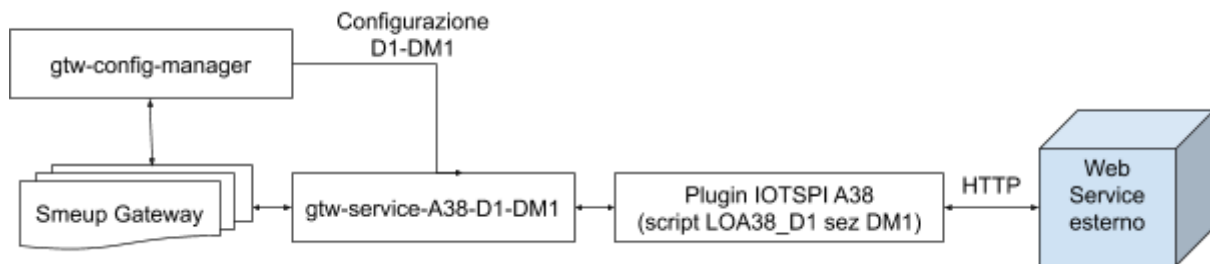 Configurazione
D1-DM1
gtw-config-manager
Smeup Gateway
gtw-service-A38-D1-DM1
Plugin IOTSPI A38
(script LOA38_D1 sez DM1)
HTTP
Web
Service
esterno